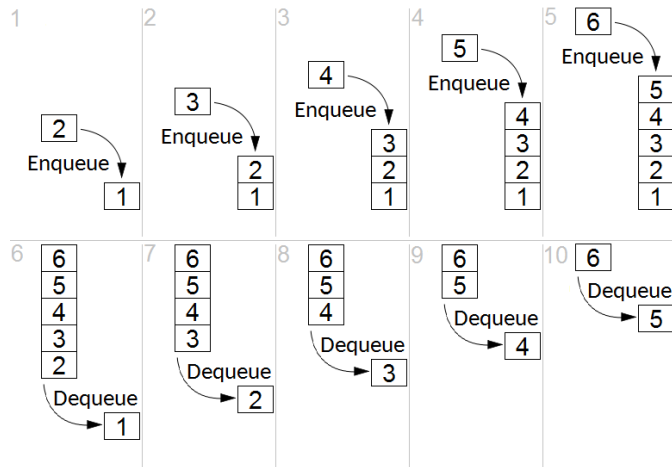 1 2 3 4 5
2 Enqueue 1
3 Enqueue 2 1
4 Enqueue 3 2 1
5 Enqueue 4 3 2 1
6 Enqueue 5 4 3 2 1
6 7 8 9 10
6 5 4 3 2 Dequeue 1
6 5 4 3 Dequeue 2
6 5 4 Dequeue 3
6 5 Dequeue 4
6 Dequeue 5